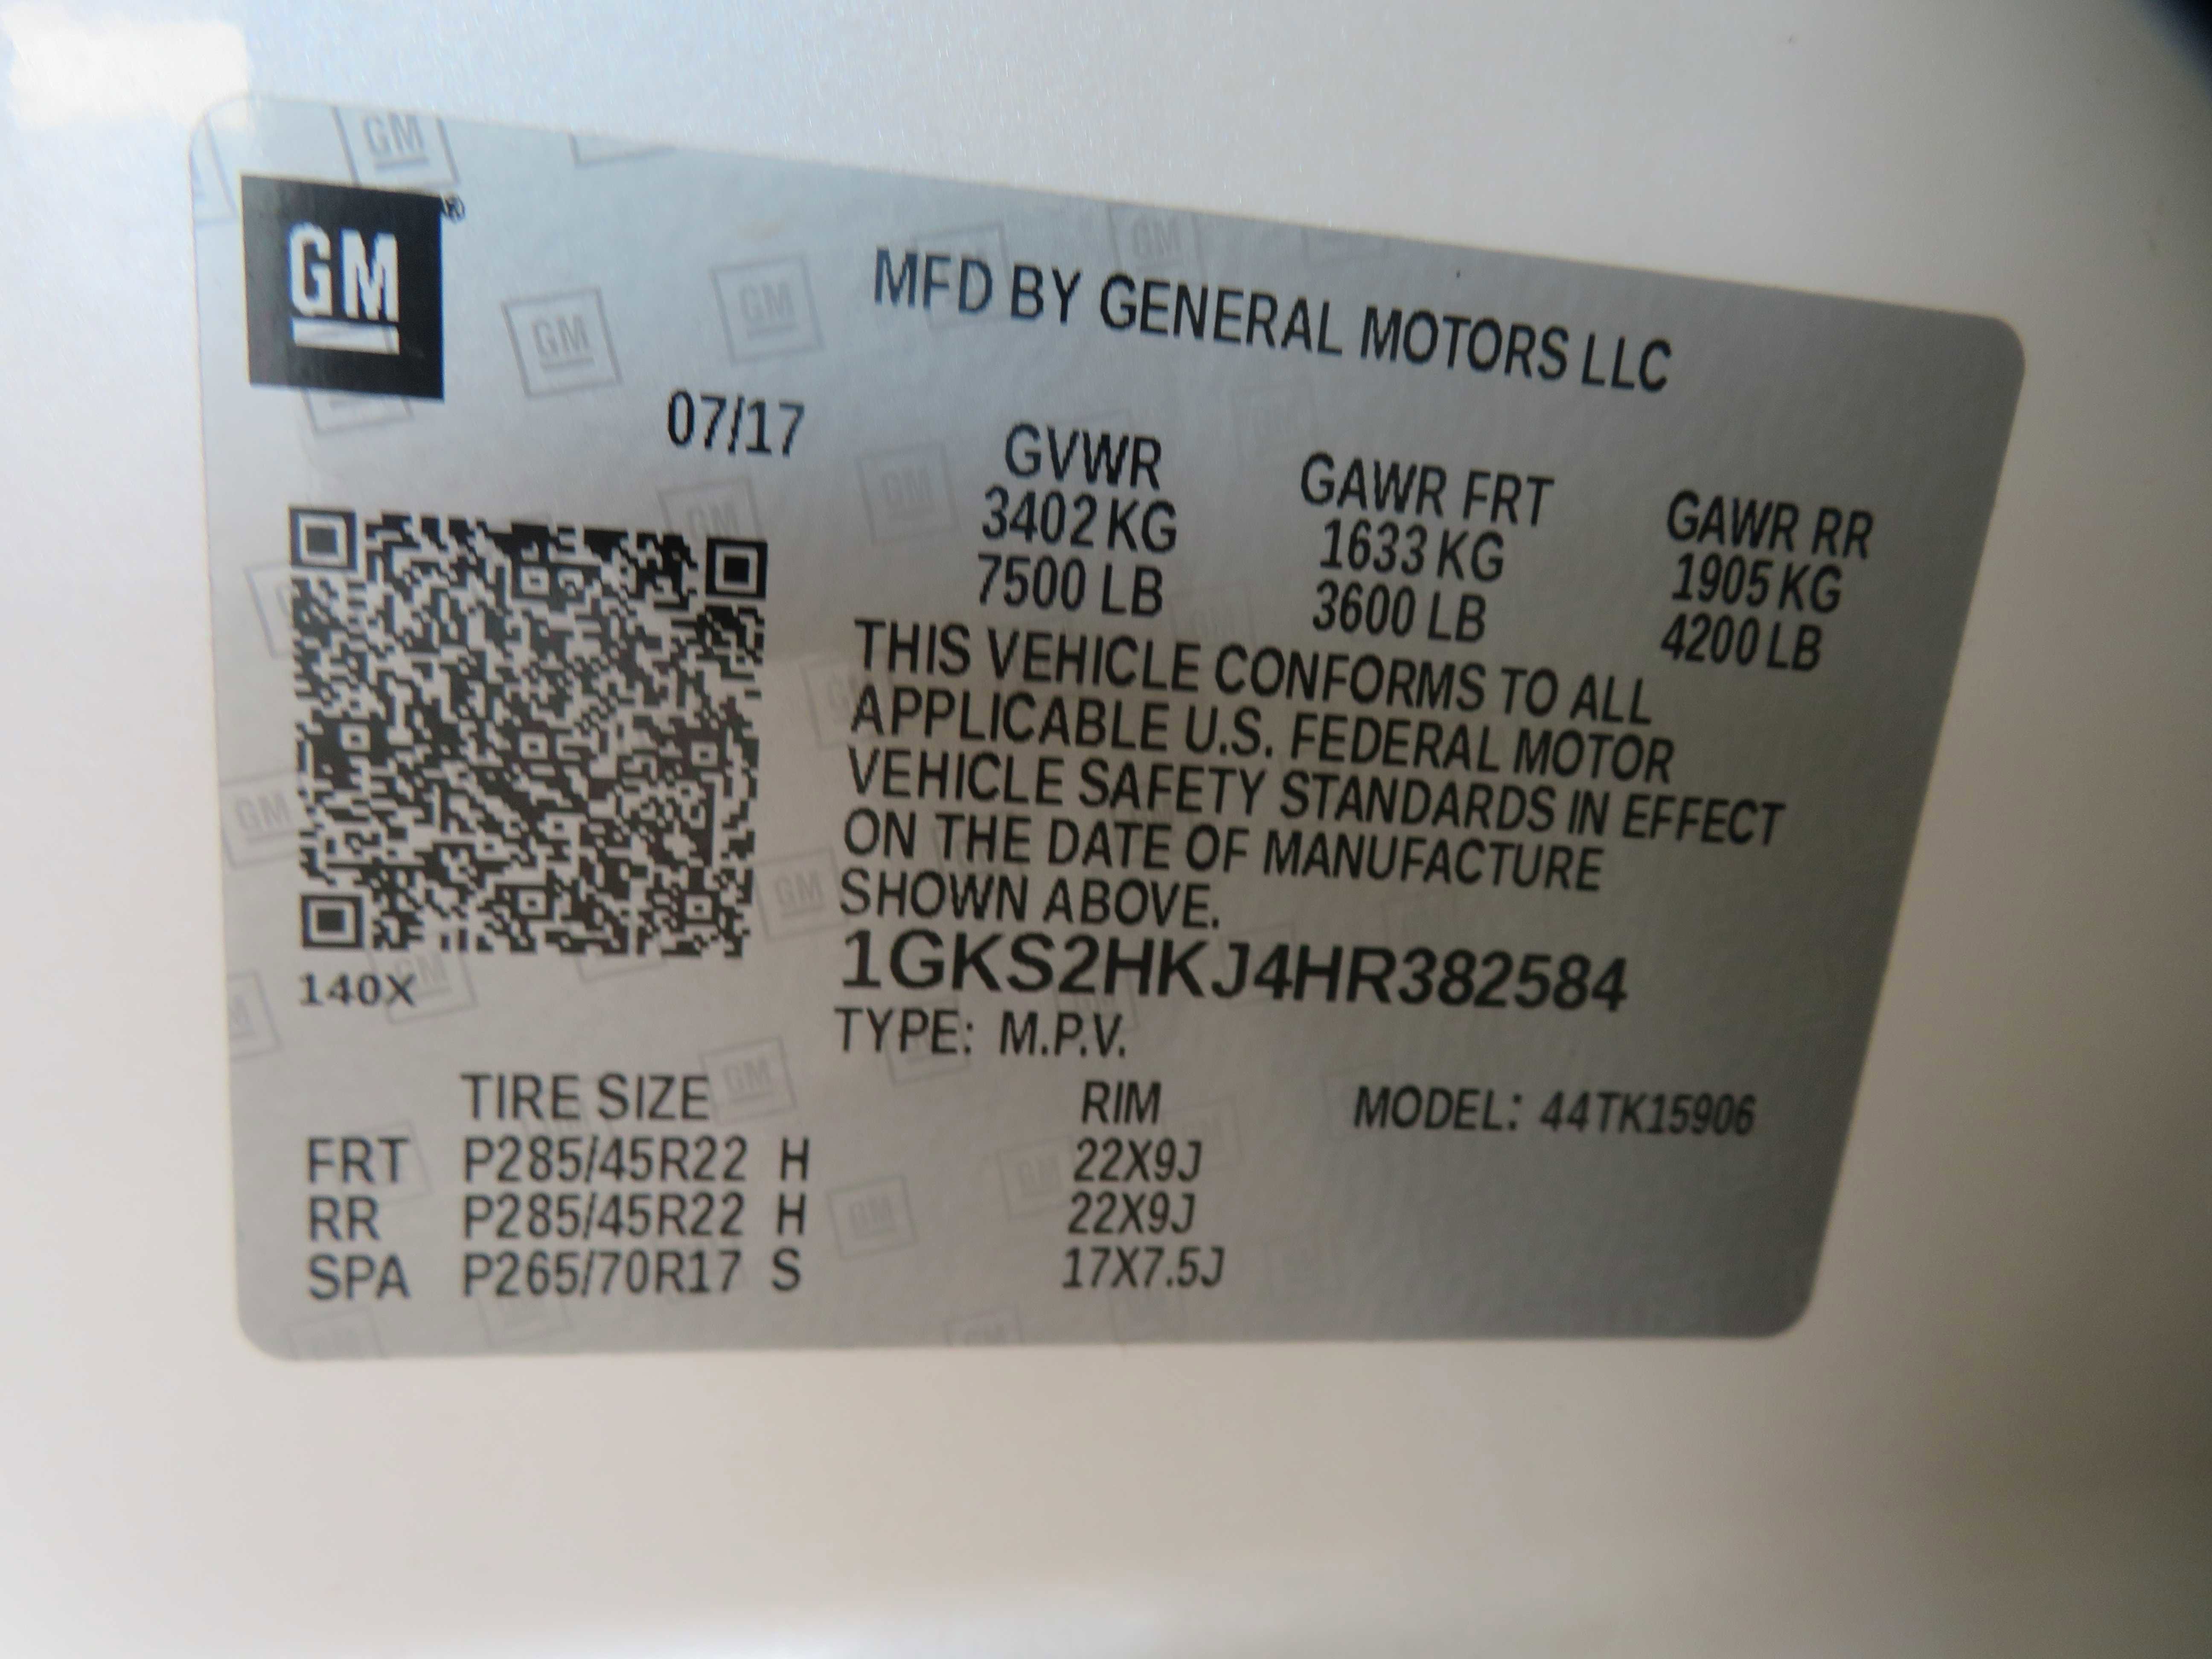 GM®
MFD BY GENERAL MOTORS LLC
07/17
GVWR GAWR FRT GAWR RR
3402 KG 1633 KG 1905 KG
7500 LB 3600 LB 4200 LB
THIS VEHICLE CONFORMS TO ALL
APPLICABLE U.S. FEDERAL MOTOR
VEHICLE SAFETY STANDARDS IN EFFECT
ON THE DATE OF MANUFACTURE
SHOWN ABOVE.
1GKS2HKJ4HR382584
140X
TYPE: M.P.V.
TIRE SIZE RIM MODEL: 44TK15906
FRT P285/45R22 H 22X9J
RR P285/45R22 H 22X9J
SPA P265/70R17 S 17X7.5J